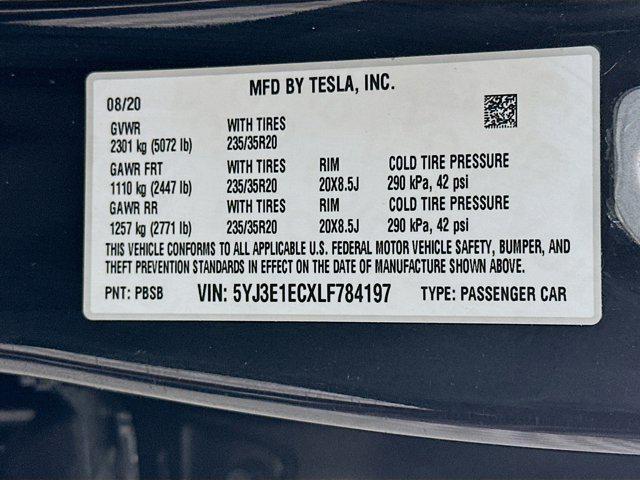 MFD BY TESLA, INC.
08/20
GVWR WITH TIRES
2301 kg (5072 lb) 235/35R20
GAWR FRT WITH TIRES RIM COLD TIRE PRESSURE
1110 kg (2447 lb) 235/35R20 20X8.5J 290 kPa, 42 psi
GAWR RR WITH TIRES RIM COLD TIRE PRESSURE
1257 kg (2771 lb) 235/35R20 20X8.5J 290 kPa, 42 psi
THIS VEHICLE CONFORMS TO ALL APPLICABLE U.S. FEDERAL MOTOR VEHICLE SAFETY, BUMPER, AND
THEFT PREVENTION STANDARDS IN EFFECT ON THE DATE OF MANUFACTURE SHOWN ABOVE.
PNT: PBSB VIN: 5YJ3E1ECXLF784197 TYPE: PASSENGER CAR